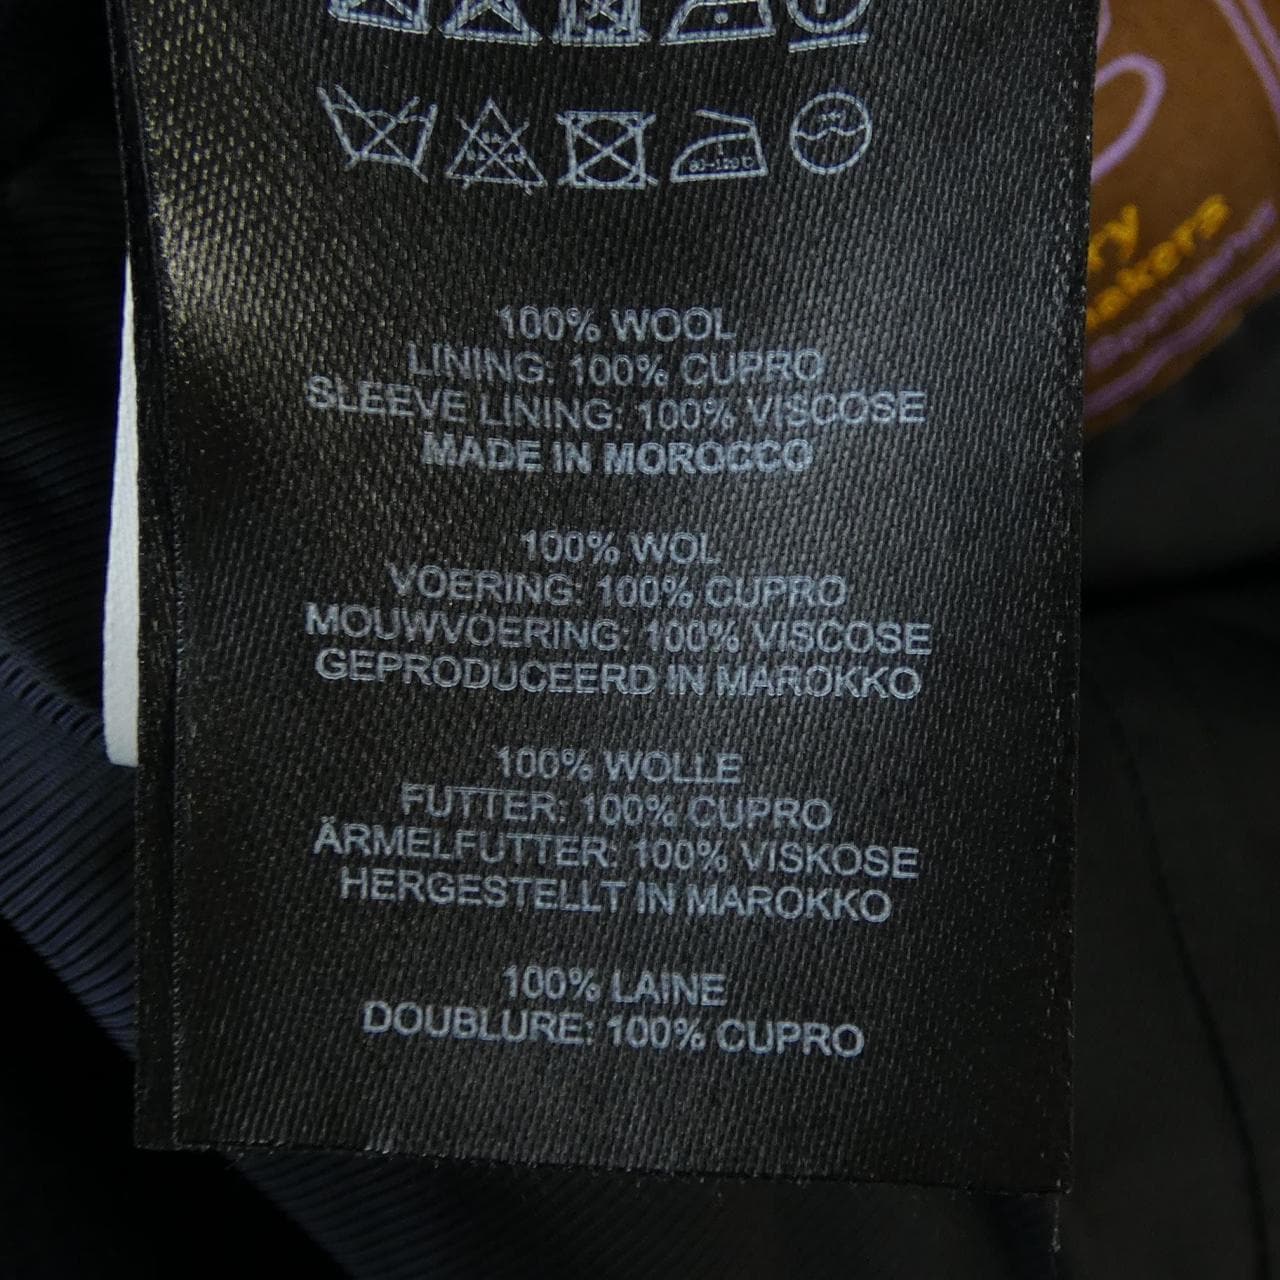 100% WOOL
LINING: 100% CUPRO
SLEEVE LINING: 100% VISCOSE
MADE IN MOROCCO
100% WOL
VOERING: 100% CUPRO
MOUWVOERING: 100% VISCOSE
GEPRODUCEERD IN MAROKKO
100% WOLLE
FUTTER: 100% CUPRO
ÄRMELFUTTER: 100% VISKOSE
HERGESTELLT IN MAROKKO
100% LAINE
DOUBLURE: 100% CUPRO